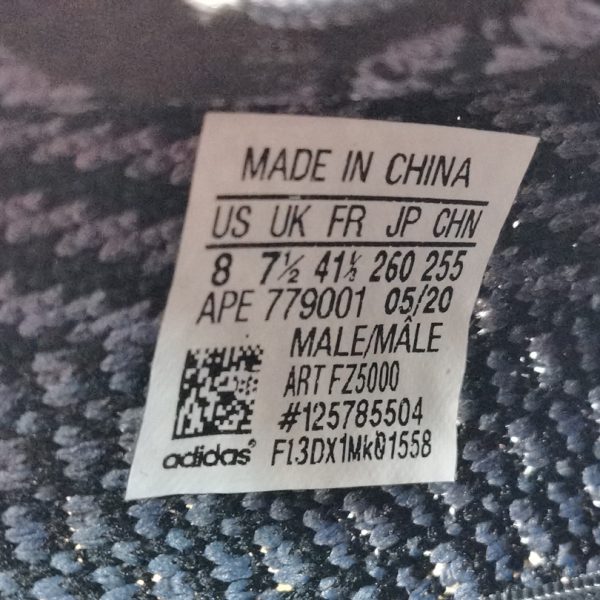 MADE IN CHINA
US UK FR JP CHN
8 7½ 41⅓ 260 255
APE 779001 05/20
MALE/MÂLE
ART FZ5000
#125785504
adidas® FL3DX1Mk01558